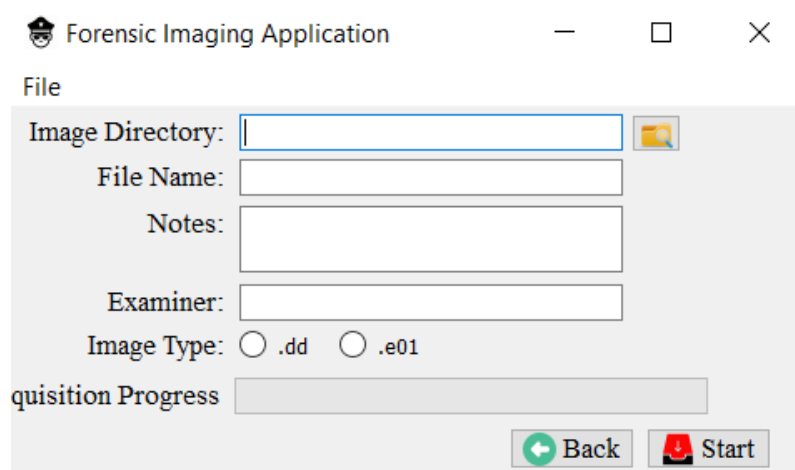 Forensic Imaging Application
File
Image Directory:
File Name:
Notes:
Examiner:
Image Type: .dd .e01
quisition Progress
Back Start